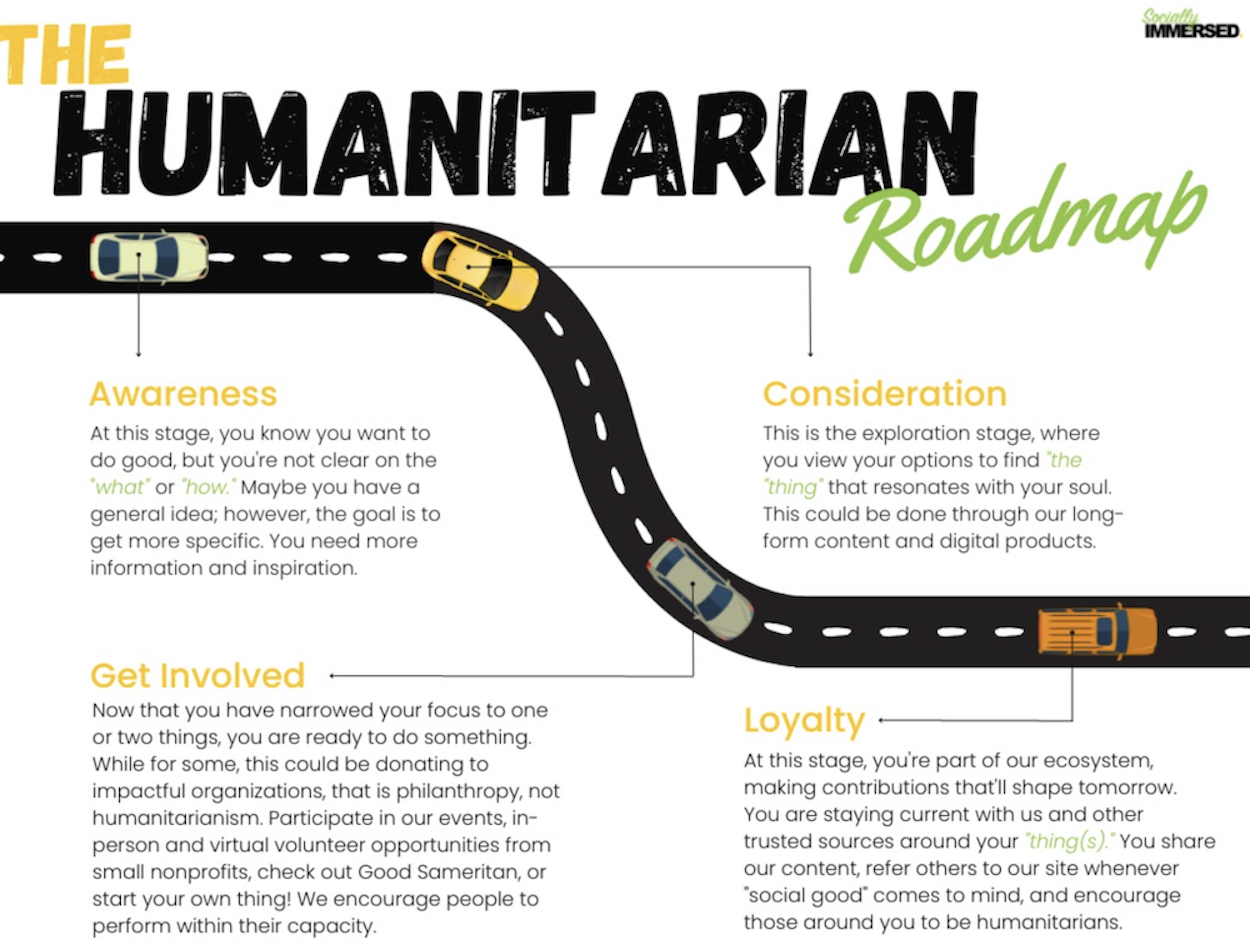 Socially
IMMERSED.
THE
HUMANITARIAN
Roadmap
Awareness
At this stage, you know you want to
do good, but you're not clear on the
"what" or "how." Maybe you have a
general idea; however, the goal is to
get more specific. You need more
information and inspiration.
Consideration
This is the exploration stage, where
you view your options to find "the
"thing" that resonates with your soul.
This could be done through our long-
form content and digital products.
Get Involved
Now that you have narrowed your focus to one
or two things, you are ready to do something.
While for some, this could be donating to
impactful organizations, that is philanthropy, not
humanitarianism. Participate in our events, in-
person and virtual volunteer opportunities from
small nonprofits, check out Good Sameritan, or
start your own thing! We encourage people to
perform within their capacity.
Loyalty
At this stage, you're part of our ecosystem,
making contributions that'll shape tomorrow.
You are staying current with us and other
trusted sources around your "thing(s)." You share
our content, refer others to our site whenever
"social good" comes to mind, and encourage
those around you to be humanitarians.